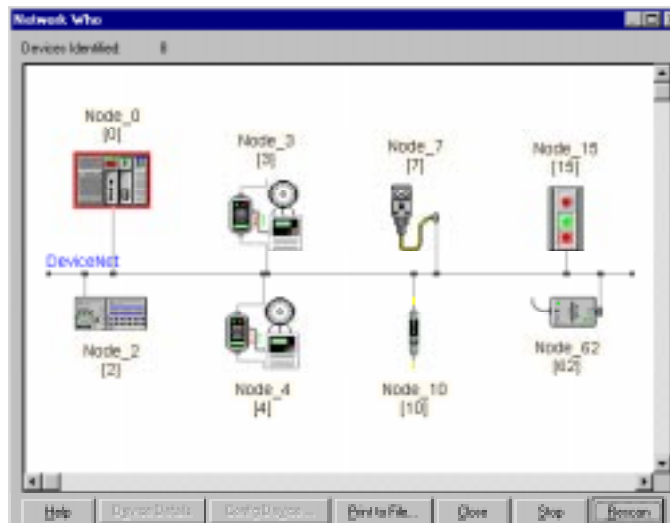 Network Who
Devices Identified: 8
Node_0
[0]
Node_3
[3]
Node_7
[7]
Node_15
[15]
DeviceNet
Node_2
[2]
Node_4
[4]
Node_10
[10]
Node_62
[62]
Help
Device Details
Config Device ...
Print to File...
Close
Stop
Rescan